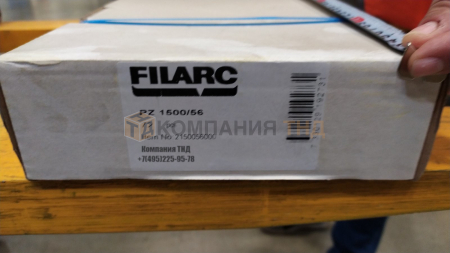 FILARC
PZ 1500/56
КОМПАНИЯ ТКД
Item No 2150056000
Компания ТКД
+7(495)225-95-78